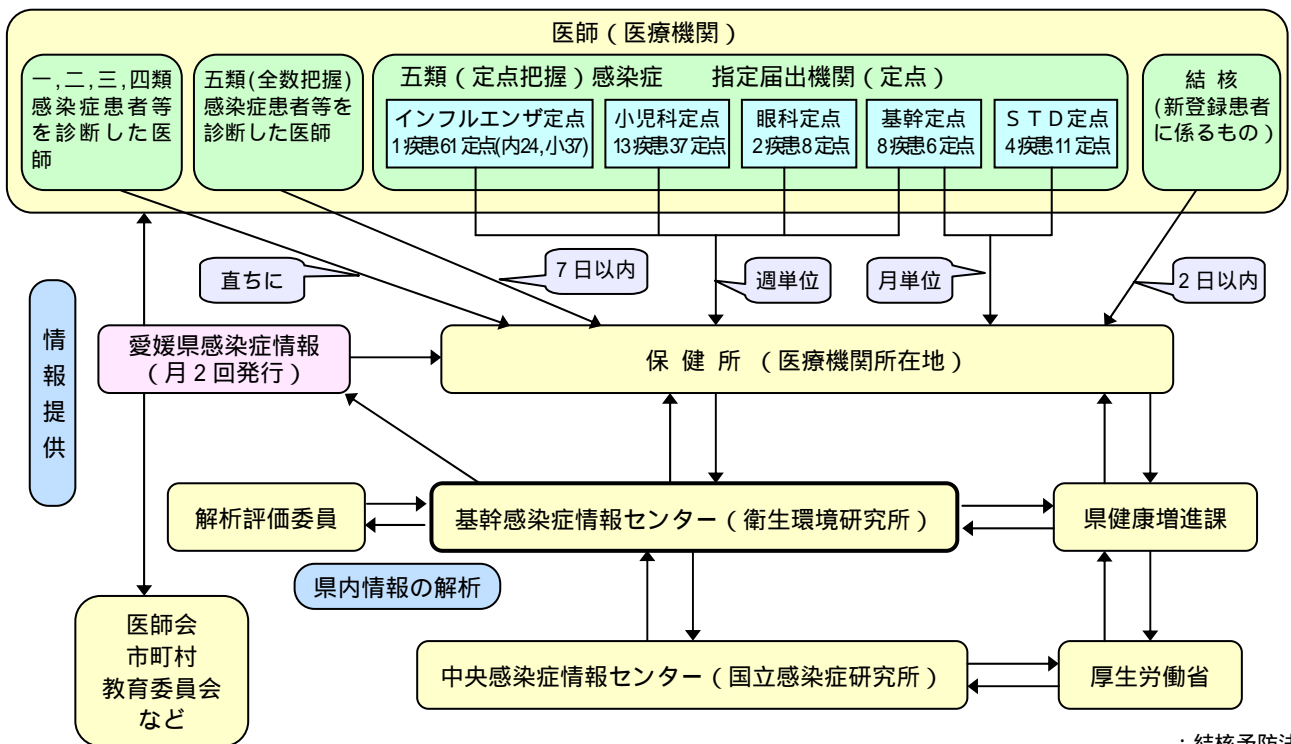 医師（医療機関）
一,二,三,四類
感染症患者等
を診断した医
師
五類(全数把握)
感染症患者等を
診断した医師
五類（定点把握）感染症　指定届出機関（定点）
インフルエンザ定点
1疾患61定点(内24,小37)
小児科定点
13疾患37定点
眼科定点
2疾患8定点
基幹定点
8疾患6定点
ＳＴＤ定点
4疾患11定点
結 核
(新登録患者
に係るもの）
直ちに
7日以内
週単位
月単位
2日以内
情報提供
愛媛県感染症情報
（月２回発行）
保 健 所 （医療機関所在地）
解析評価委員
基幹感染症情報センター（衛生環境研究所）
県健康増進課
県内情報の解析
医師会
市町村
教育委員会
など
中央感染症情報センター（国立感染症研究所）
厚生労働省
：結核予防法